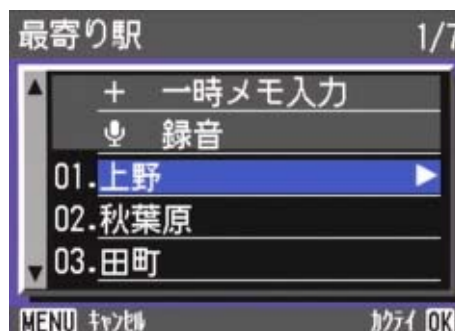 最寄り駅 1/7
+ 一時メモ入力
録音
01.上野
02.秋葉原
03.田町
MENU ｷｬﾝｾﾙ ｶｸﾃｲ OK